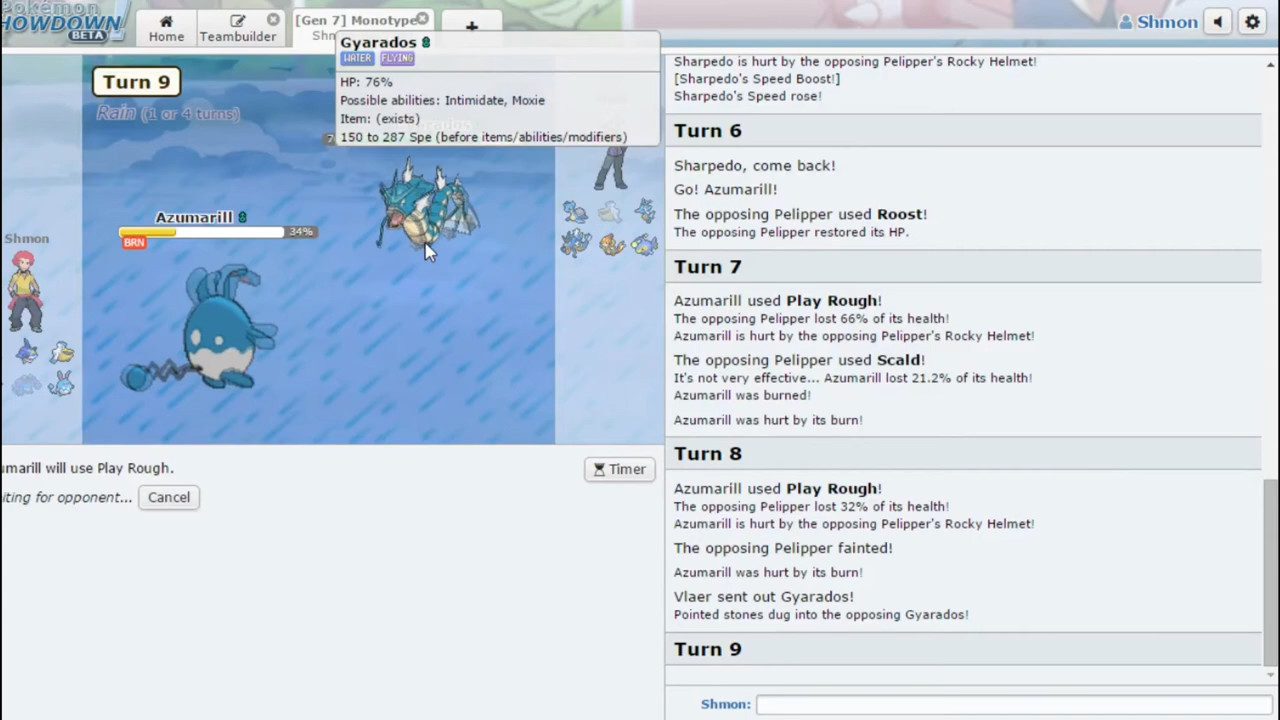 Pokémon
HOWDOWN!
BETA
Home
Teambuilder
[Gen 7] Monotype
Shm
+
Shmon
Gyarados
WATER FLYING
HP: 76%
Possible abilities: Intimidate, Moxie
Item: (exists)
150 to 287 Spe (before items/abilities/modifiers)
Turn 9
Rain (1 or 4 turns)
7
Azumarill
34%
BRN
Shmon
umarill will use Play Rough.
iting for opponent...
Cancel
Timer
Sharpedo is hurt by the opposing Pelipper's Rocky Helmet!
[Sharpedo's Speed Boost!]
Sharpedo's Speed rose!
Turn 6
Sharpedo, come back!
Go! Azumarill!
The opposing Pelipper used Roost!
The opposing Pelipper restored its HP.
Turn 7
Azumarill used Play Rough!
The opposing Pelipper lost 66% of its health!
Azumarill is hurt by the opposing Pelipper's Rocky Helmet!
The opposing Pelipper used Scald!
It's not very effective... Azumarill lost 21.2% of its health!
Azumarill was burned!
Azumarill was hurt by its burn!
Turn 8
Azumarill used Play Rough!
The opposing Pelipper lost 32% of its health!
Azumarill is hurt by the opposing Pelipper's Rocky Helmet!
The opposing Pelipper fainted!
Azumarill was hurt by its burn!
Vlaer sent out Gyarados!
Pointed stones dug into the opposing Gyarados!
Turn 9
Shmon: